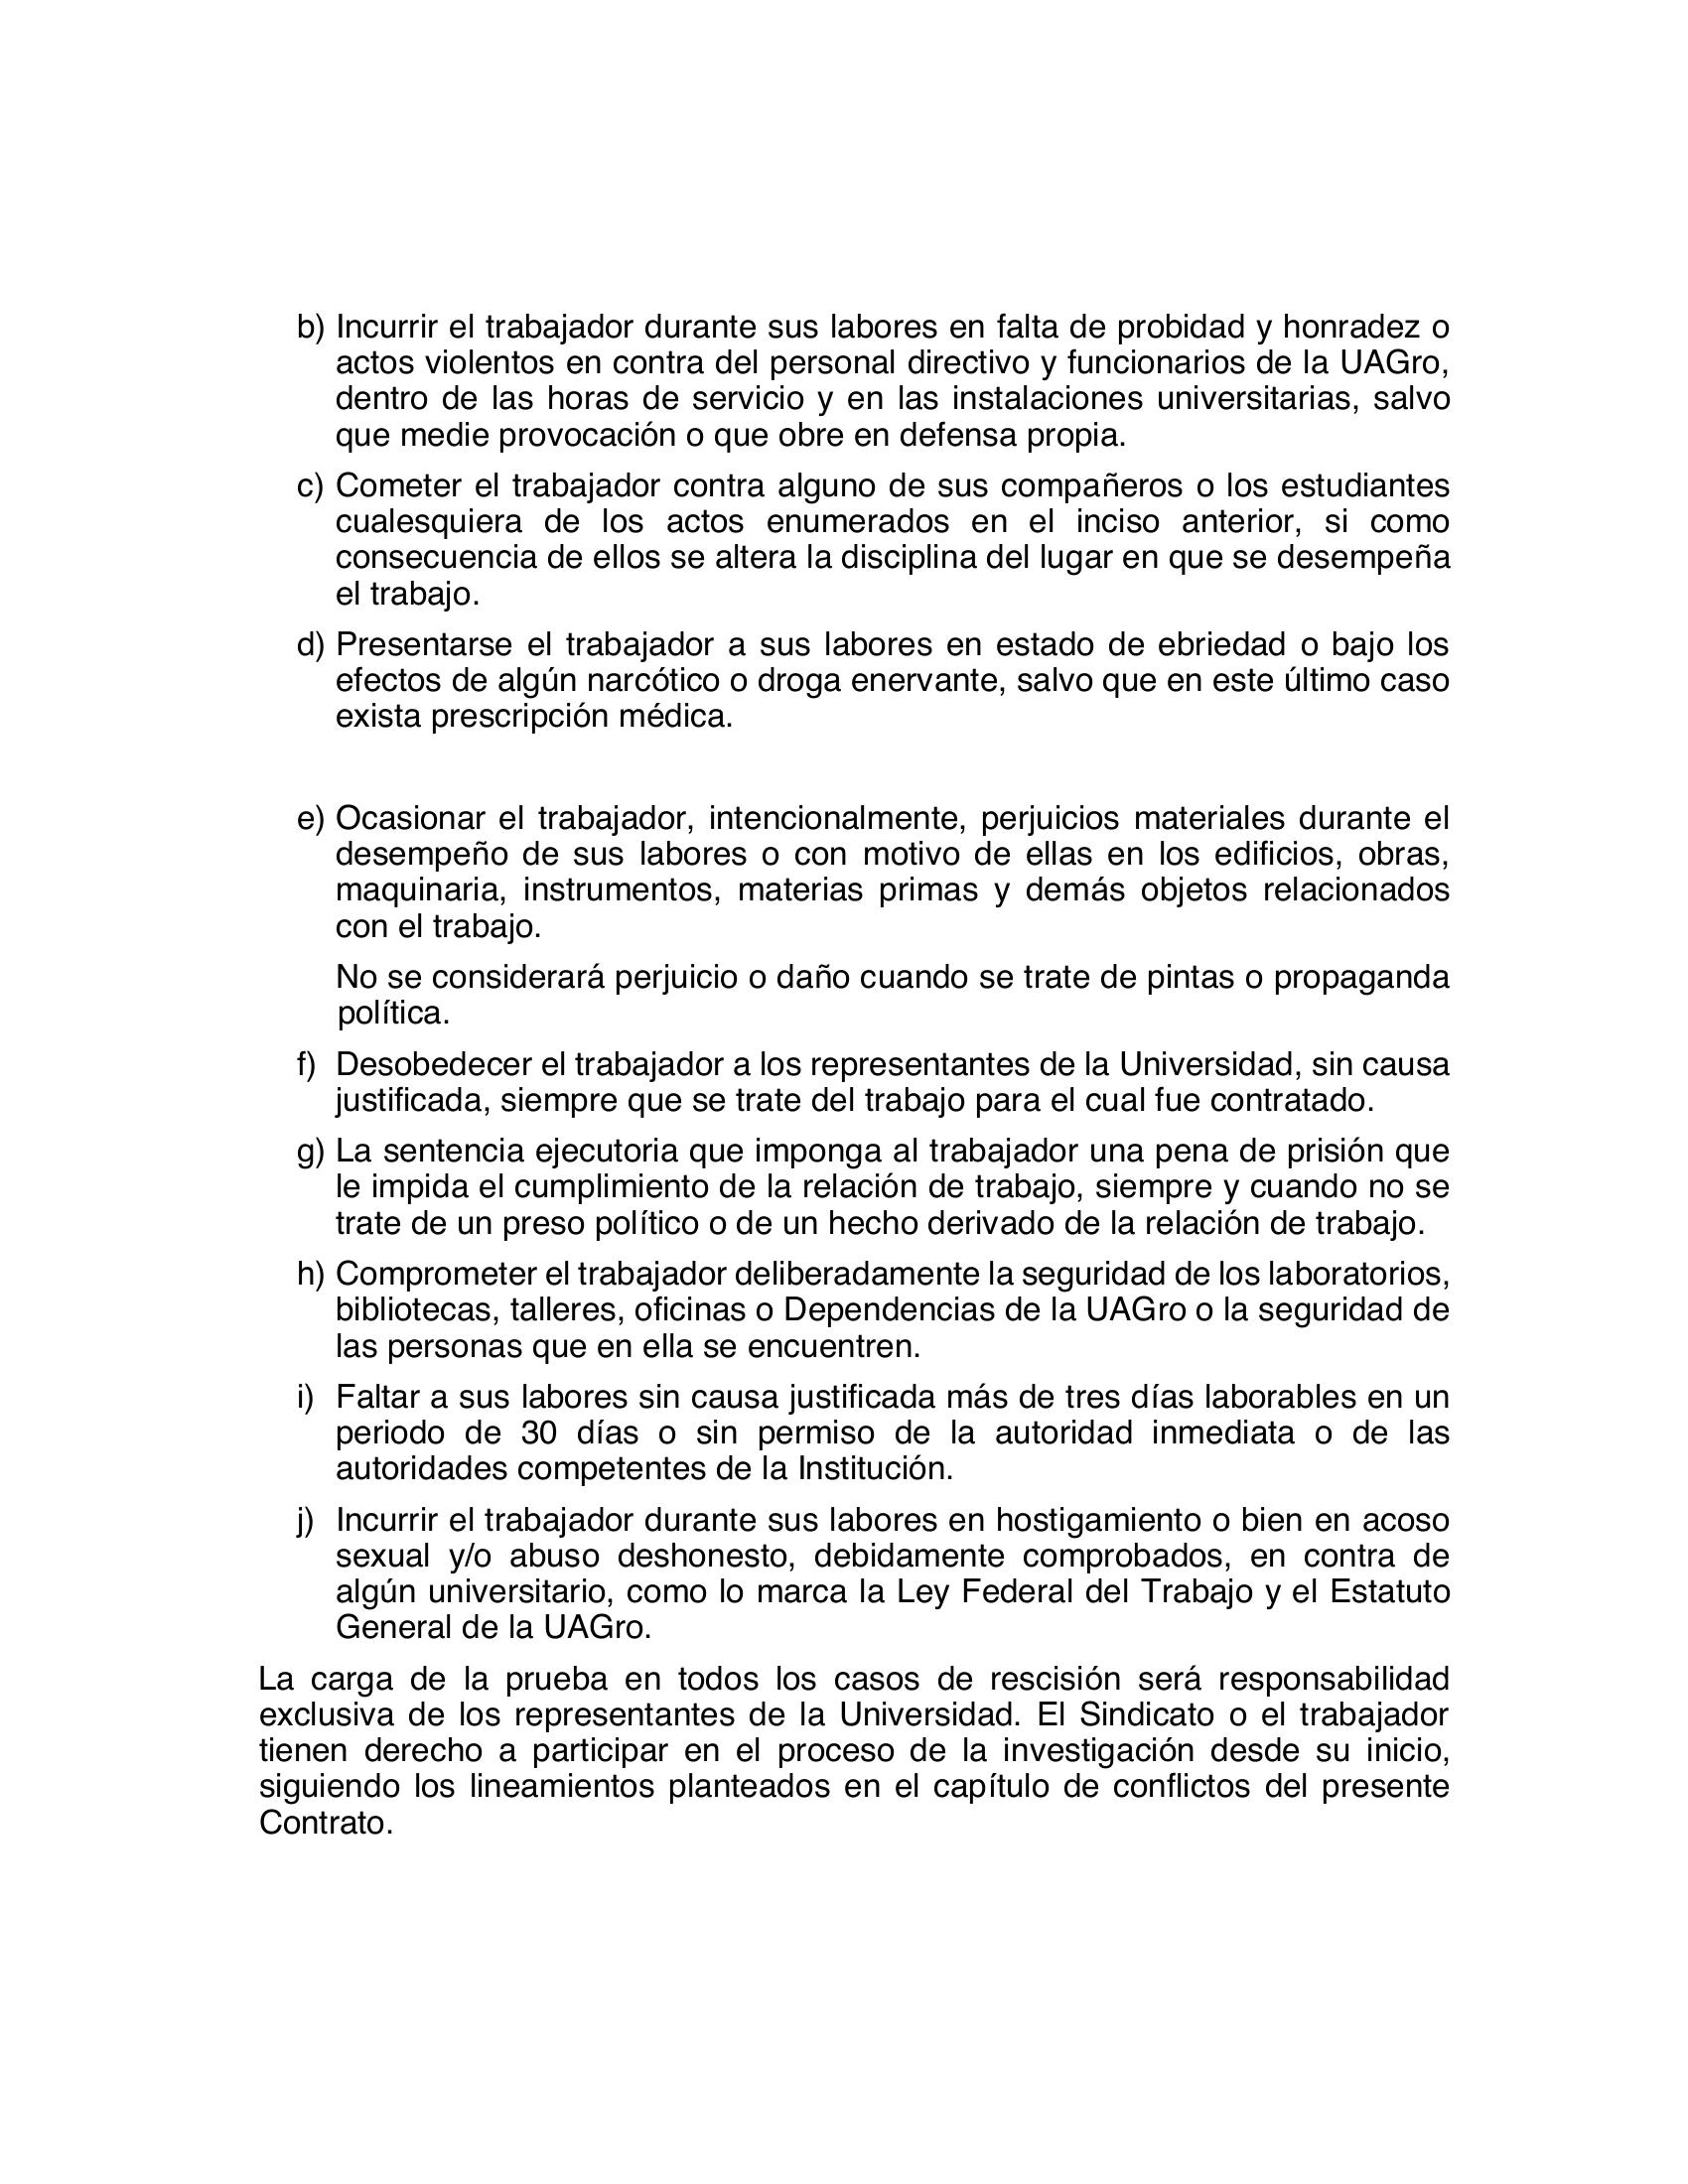 b) Incurrir el trabajador durante sus labores en falta de probidad y honradez o
actos violentos en contra del personal directivo y funcionarios de la UAGro,
dentro de las horas de servicio y en las instalaciones universitarias, salvo
que medie provocación o que obre en defensa propia.
c) Cometer el trabajador contra alguno de sus compañeros o los estudiantes
cualesquiera de los actos enumerados en el inciso anterior, si como
consecuencia de ellos se altera la disciplina del lugar en que se desempeña
el trabajo.
d) Presentarse el trabajador a sus labores en estado de ebriedad o bajo los
efectos de algún narcótico o droga enervante, salvo que en este último caso
exista prescripción médica.
e) Ocasionar el trabajador, intencionalmente, perjuicios materiales durante el
desempeño de sus labores o con motivo de ellas en los edificios, obras,
maquinaria, instrumentos, materias primas y demás objetos relacionados
con el trabajo.
No se considerará perjuicio o daño cuando se trate de pintas o propaganda
política.
f) Desobedecer el trabajador a los representantes de la Universidad, sin causa
justificada, siempre que se trate del trabajo para el cual fue contratado.
g) La sentencia ejecutoria que imponga al trabajador una pena de prisión que
le impida el cumplimiento de la relación de trabajo, siempre y cuando no se
trate de un preso político o de un hecho derivado de la relación de trabajo.
h) Comprometer el trabajador deliberadamente la seguridad de los laboratorios,
bibliotecas, talleres, oficinas o Dependencias de la UAGro o la seguridad de
las personas que en ella se encuentren.
i) Faltar a sus labores sin causa justificada más de tres días laborables en un
periodo de 30 días o sin permiso de la autoridad inmediata o de las
autoridades competentes de la Institución.
j) Incurrir el trabajador durante sus labores en hostigamiento o bien en acoso
sexual y/o abuso deshonesto, debidamente comprobados, en contra de
algún universitario, como lo marca la Ley Federal del Trabajo y el Estatuto
General de la UAGro.
La carga de la prueba en todos los casos de rescisión será responsabilidad
exclusiva de los representantes de la Universidad. El Sindicato o el trabajador
tienen derecho a participar en el proceso de la investigación desde su inicio,
siguiendo los lineamientos planteados en el capítulo de conflictos del presente
Contrato.